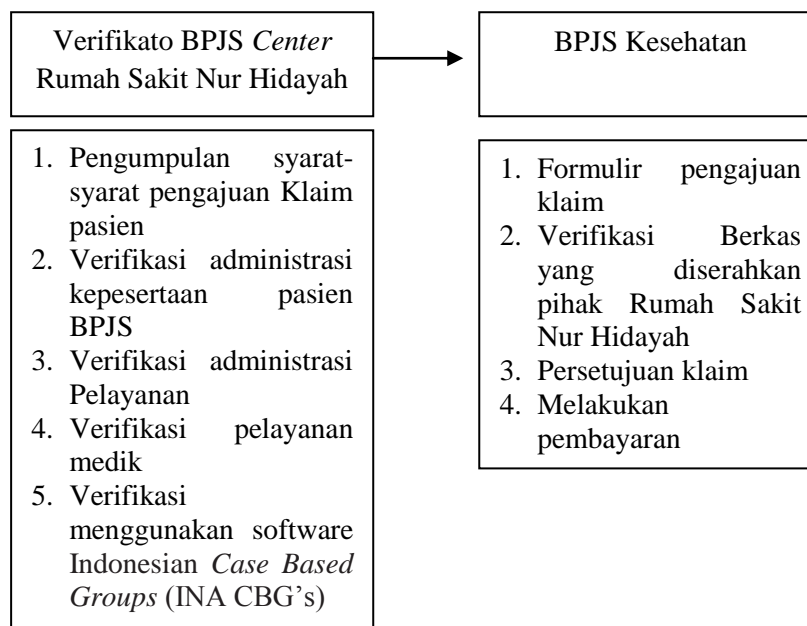 Verifikato BPJS Center
Rumah Sakit Nur Hidayah
BPJS Kesehatan
1. Pengumpulan syarat-
syarat pengajuan Klaim
pasien
2. Verifikasi administrasi
kepesertaan pasien
BPJS
3. Verifikasi administrasi
Pelayanan
4. Verifikasi pelayanan
medik
5. Verifikasi
menggunakan software
Indonesian Case Based
Groups (INA CBG’s)
1. Formulir pengajuan
klaim
2. Verifikasi Berkas
yang diserahkan
pihak Rumah Sakit
Nur Hidayah
3. Persetujuan klaim
4. Melakukan
pembayaran